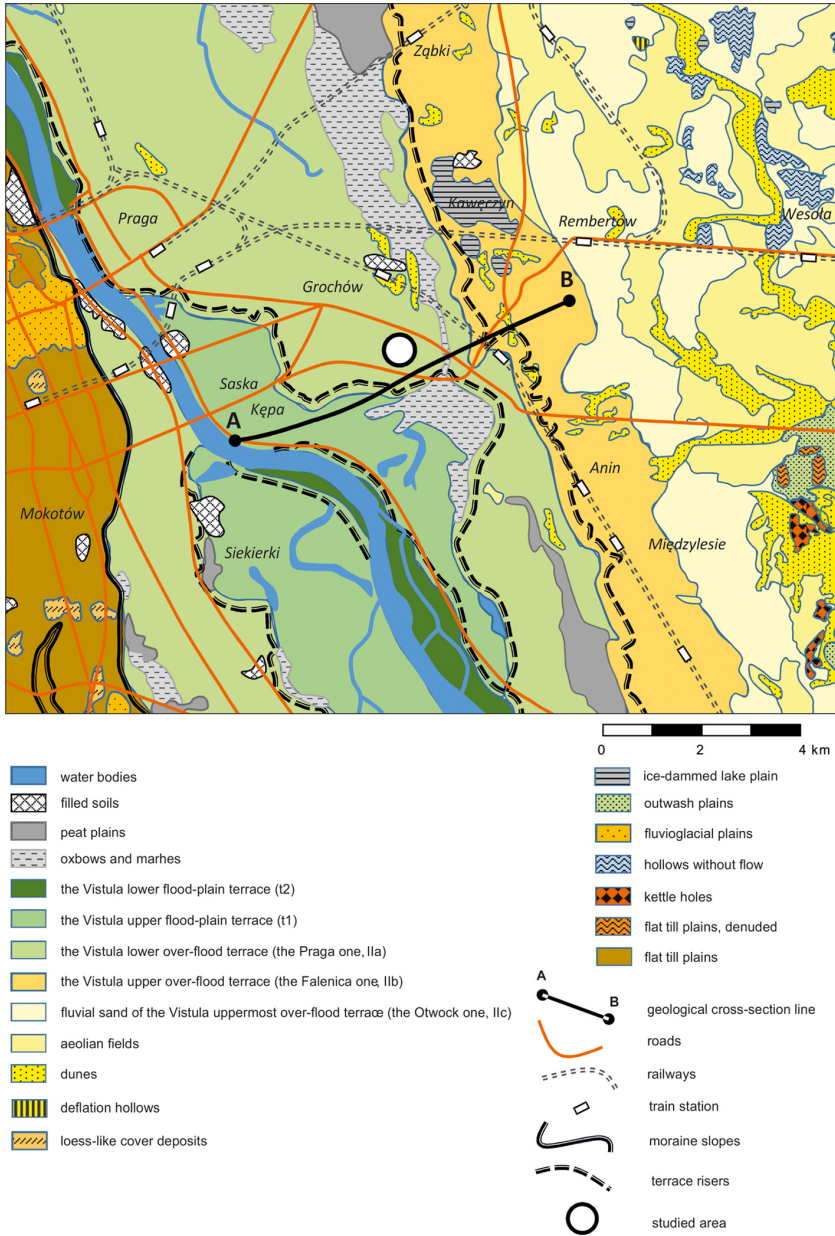 Ząbki
Kawęczyn
Wesoła
Praga
Rembertów
Grochów
B
Saska
Kępa
A
Anin
Mokotów
Międzylesie
Siekierki
0 2 4 km
water bodies
filled soils
peat plains
oxbows and marhes
the Vistula lower flood-plain terrace (t2)
the Vistula upper flood-plain terrace (t1)
the Vistula lower over-flood terrace (the Praga one, IIa)
the Vistula upper over-flood terrace (the Falenica one, IIb)
fluvial sand of the Vistula uppermost over-flood terrace (the Otwock one, IIc)
aeolian fields
dunes
deflation hollows
loess-like cover deposits
ice-dammed lake plain
outwash plains
fluvioglacial plains
hollows without flow
kettle holes
flat till plains, denuded
flat till plains
A
B
geological cross-section line
roads
railways
train station
moraine slopes
terrace risers
studied area